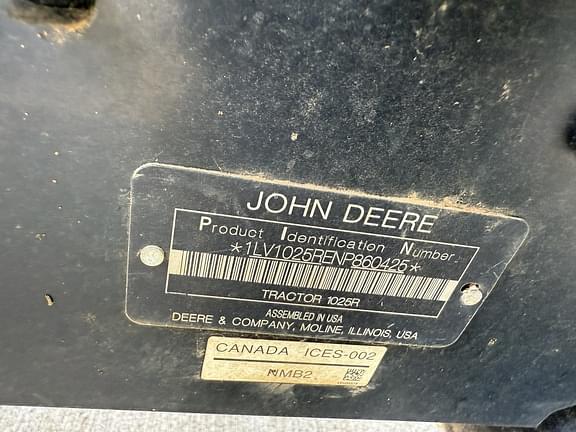 JOHN DEERE
Product Identification Number
*1LV1025RENP860425*
TRACTOR 1025R
ASSEMBLED IN USA
DEERE & COMPANY, MOLINE, ILLINOIS, USA
CANADA ICES-002
NMB2